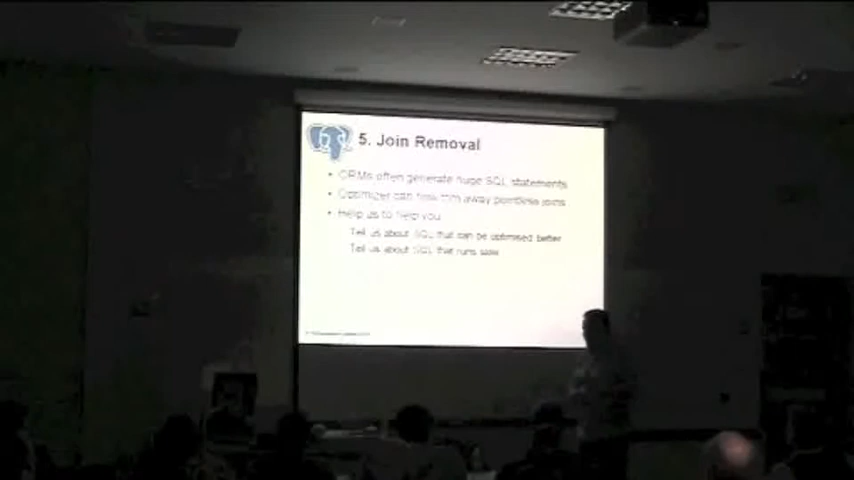 5. Join Removal
• ORMs often generate huge SQL statements
• Optimizer can now trim away pointless joins
• Help us to help you
Tell us about SQL that can be optimised better
Tell us about SQL that runs slow